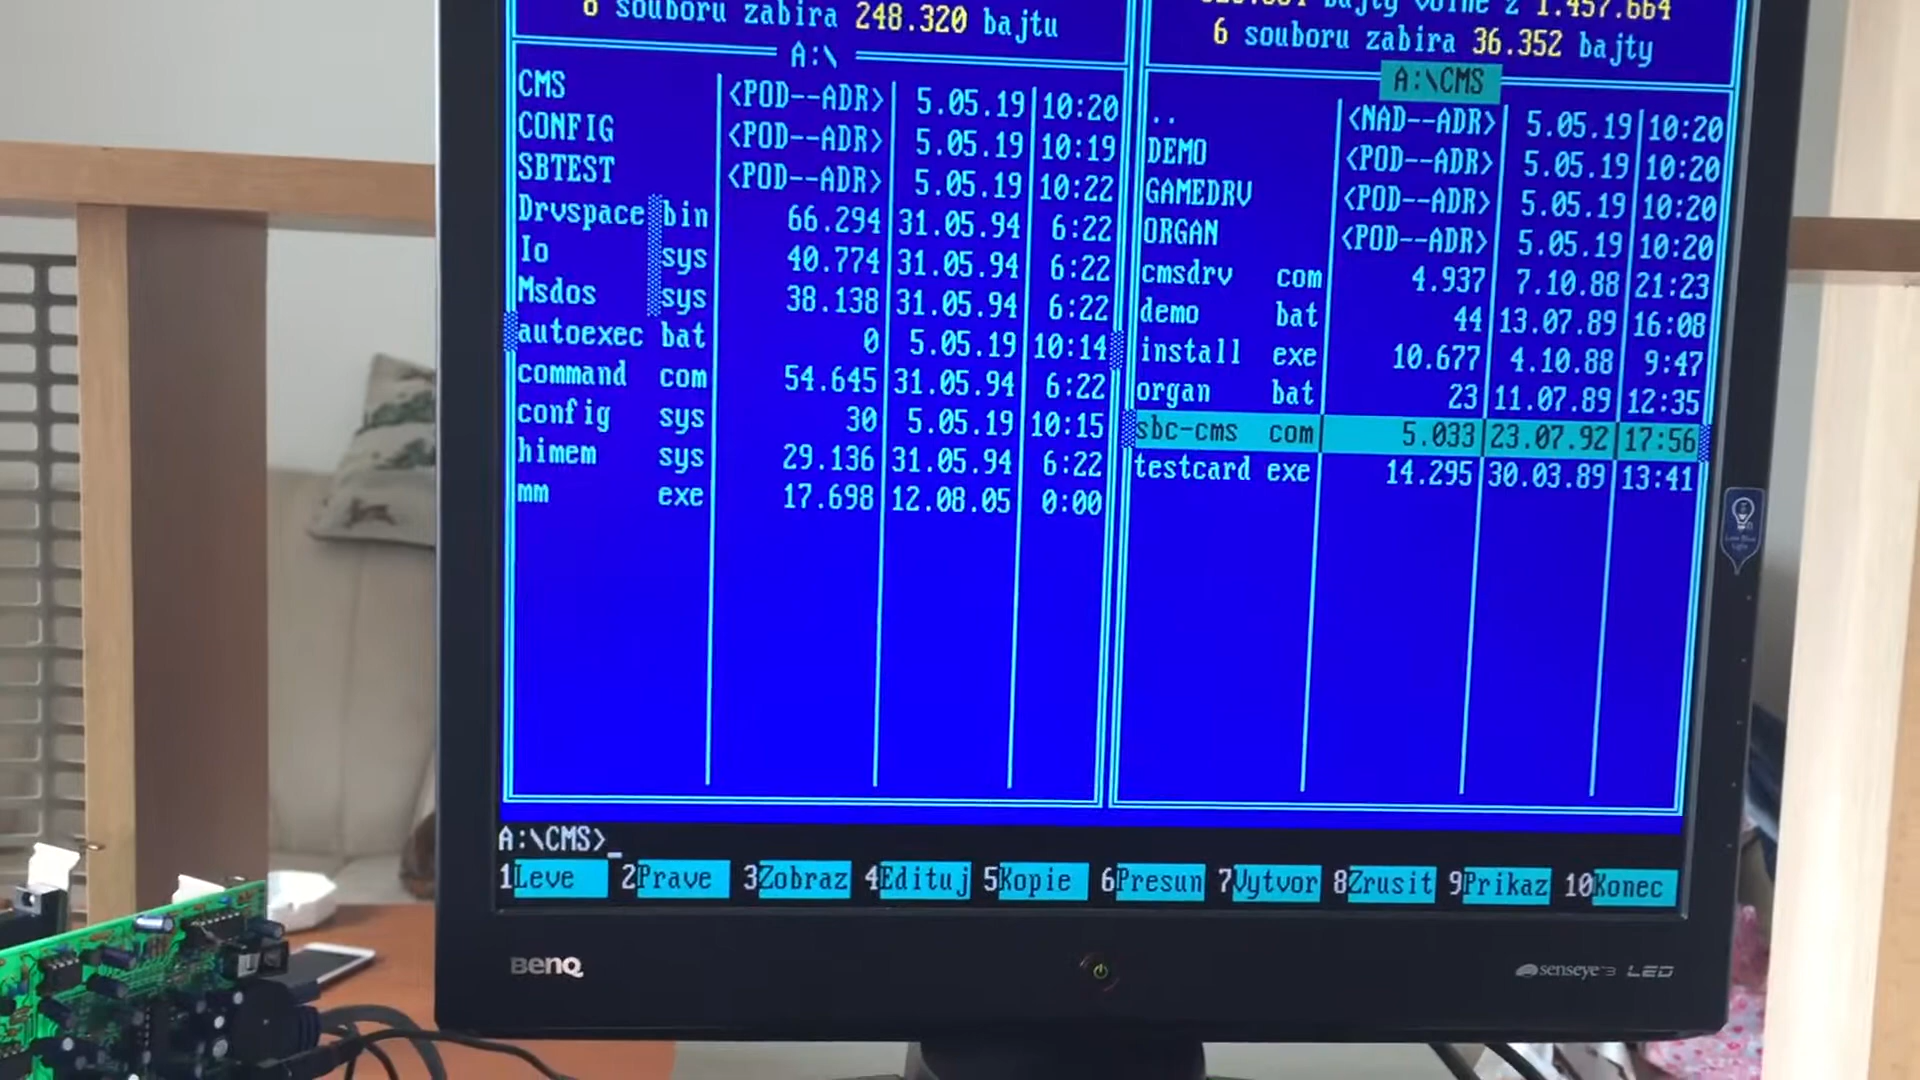 8 souboru zabira 248.320 bajtu
bajty volne z 1.457.664
6 souboru zabira 36.352 bajty
A:\
CMS <POD--ADR> 5.05.19 10:20
CONFIG <POD--ADR> 5.05.19 10:19
SBTEST <POD--ADR> 5.05.19 10:22
Drvspace bin 66.294 31.05.94 6:22
Io sys 40.774 31.05.94 6:22
Msdos sys 38.138 31.05.94 6:22
autoexec bat 0 5.05.19 10:14
command com 54.645 31.05.94 6:22
config sys 30 5.05.19 10:15
himem sys 29.136 31.05.94 6:22
mm exe 17.698 12.08.05 0:00
A:\CMS
.. <NAD--ADR> 5.05.19 10:20
DEMO <POD--ADR> 5.05.19 10:20
GAMEDRV <POD--ADR> 5.05.19 10:20
ORGAN <POD--ADR> 5.05.19 10:20
cmsdrv com 4.937 7.10.88 21:23
demo bat 44 13.07.89 16:08
install exe 10.677 4.10.88 9:47
organ bat 23 11.07.89 12:35
sbc-cms com 5.033 23.07.92 17:56
testcard exe 14.295 30.03.89 13:41
A:\CMS>_
1Leve 2Prave 3Zobraz 4Edituj 5Kopie 6Presun 7Vytvor 8Zrusit 9Prikaz 10Konec
BenQ
senseye 3 LED
Low Blue
Light